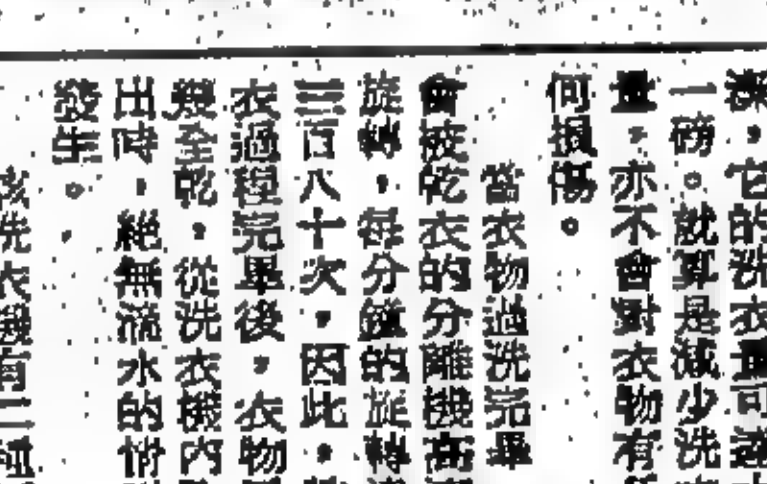 ，它的洗衣量可達
一磅。就算是減少洗
量，亦不會對衣物有
何損傷。
當衣物過洗完畢
會被乾衣的分離機高
旋轉，每分鐘的旋轉
三百八十次，因此，
衣過程完畢後，衣物
幾全乾，從洗衣機內
出時，絕無滴水的情
發生。
該洗衣機有二種